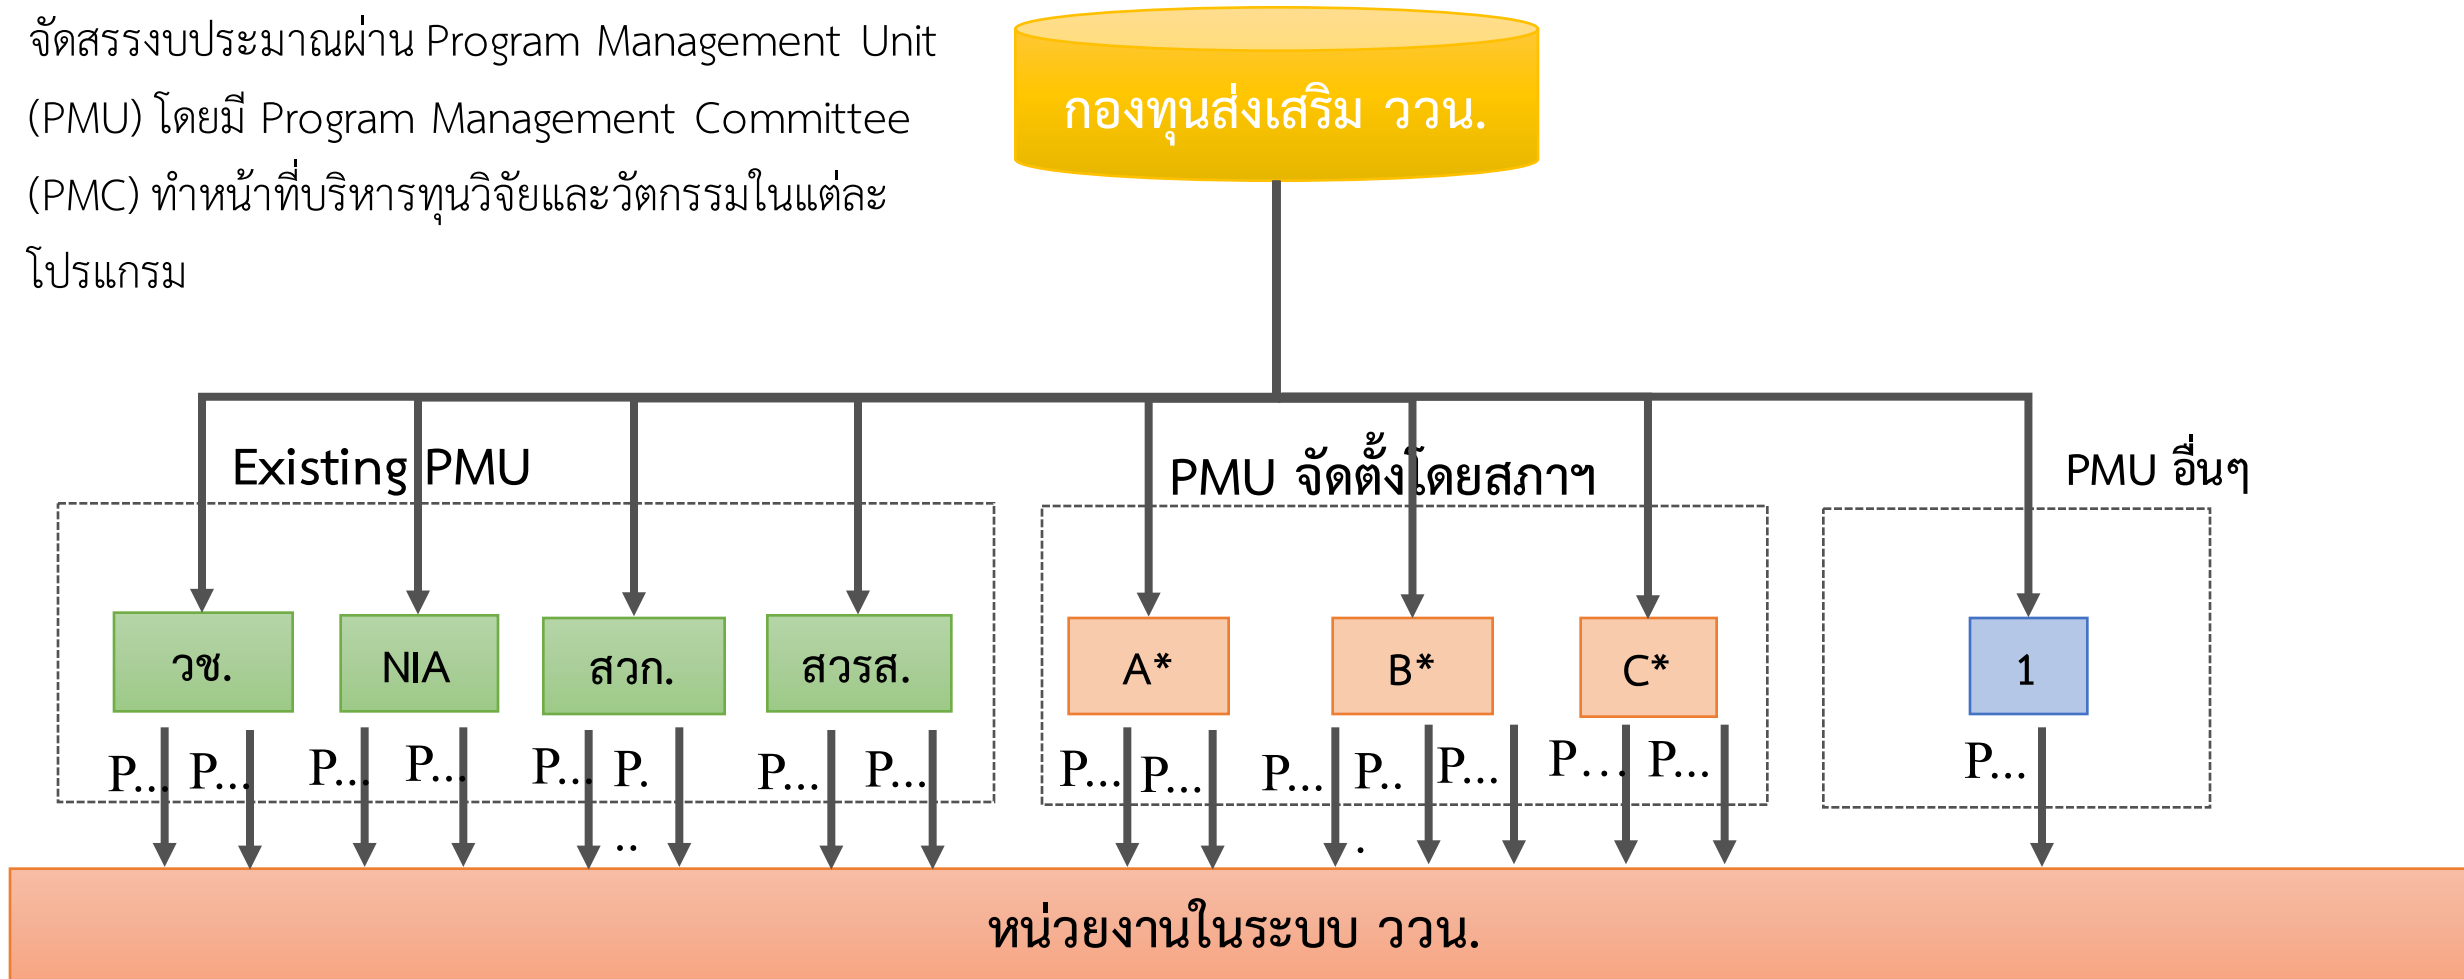 จัดสรรงบประมาณผ่าน Program Management Unit
(PMU) โดยมี Program Management Committee
(PMC) ทำหน้าที่บริหารทุนวิจัยและวัตกรรมในแต่ละ
โปรแกรม
กองทุนส่งเสริม ววน.
Existing PMU
PMU จัดตั้งโดยสภาฯ
PMU อื่นๆ
วช.
NIA
สวก.
สวรส.
A*
B*
C*
1
P...
P...
P...
P...
P...
P.
..
P...
P...
P...
P...
P...
P..
.
P...
P...
P...
P...
หน่วยงานในระบบ ววน.